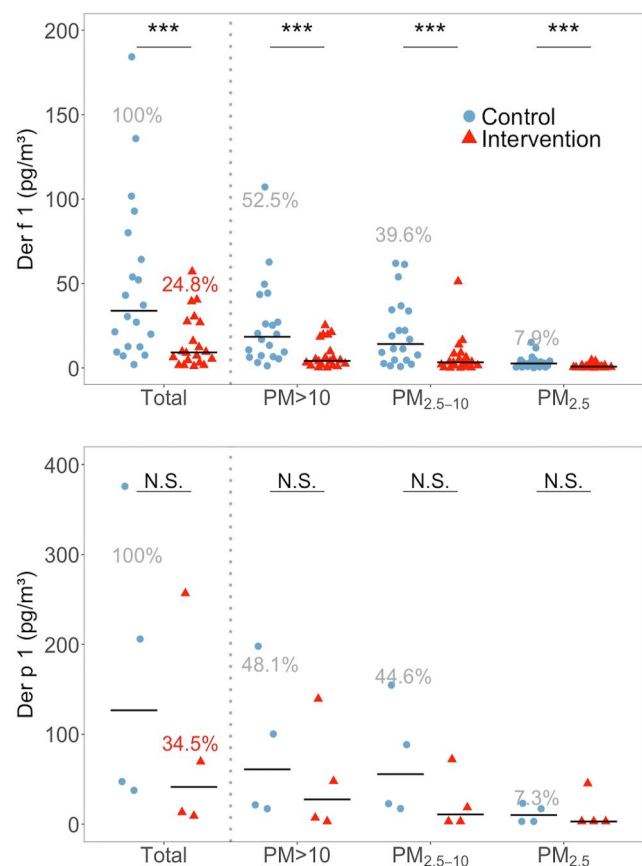 200
150
100
50
0
Der f 1 (pg/m³)
*** *** *** ***
100%
24.8%
52.5%
39.6%
7.9%
Control
Intervention
Total PM>10 PM2.5–10 PM2.5
400
300
200
100
0
Der p 1 (pg/m³)
N.S. N.S. N.S. N.S.
100%
34.5%
48.1%
44.6%
7.3%
Total PM>10 PM2.5–10 PM2.5